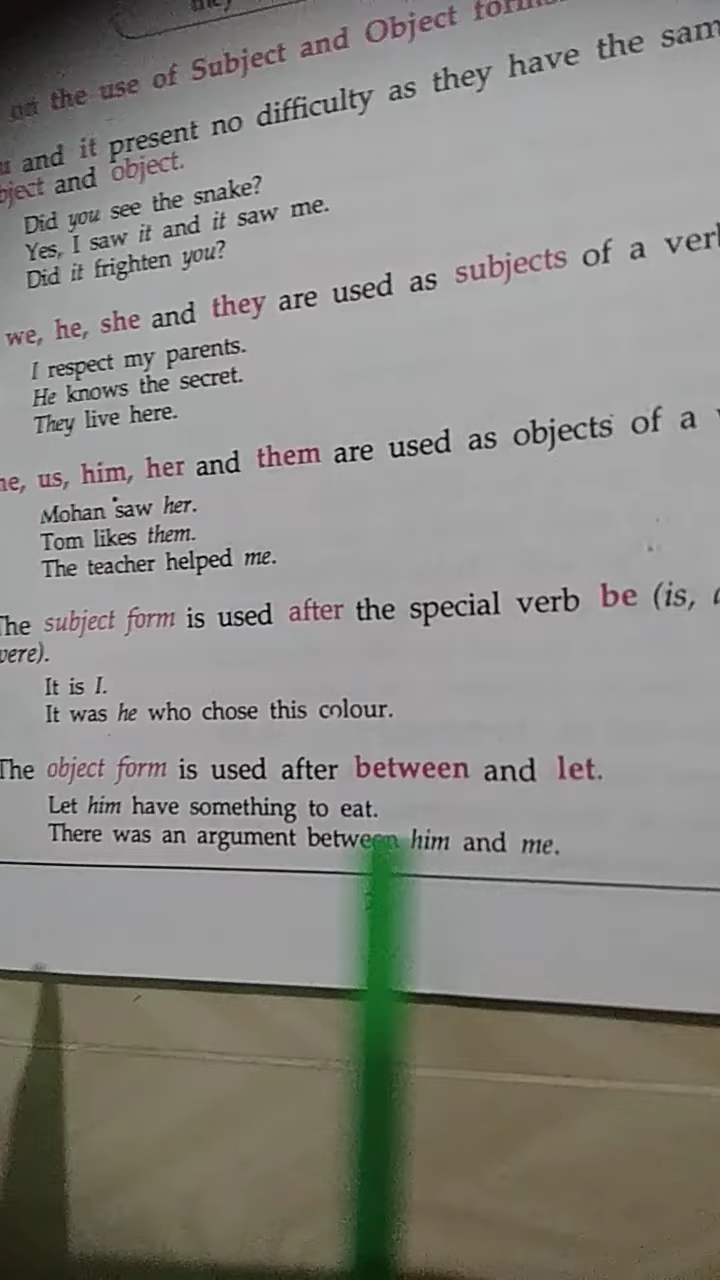 on the use of Subject and Object
and it present no difficulty as they have the
and object.
Did you see the snake?
Yes, I saw it and it saw me.
Did it frighten you?
we, he, she and they are used as subjects of a
I respect my parents.
He knows the secret.
They live here.
us, him, her and them are used as objects of a
Mohan saw her.
Tom likes them.
The teacher helped me.
The subject form is used after the special verb be (is,
It is I.
It was he who chose this colour.
The object form is used after between and let.
Let him have something to eat.
There was an argument between him and me.